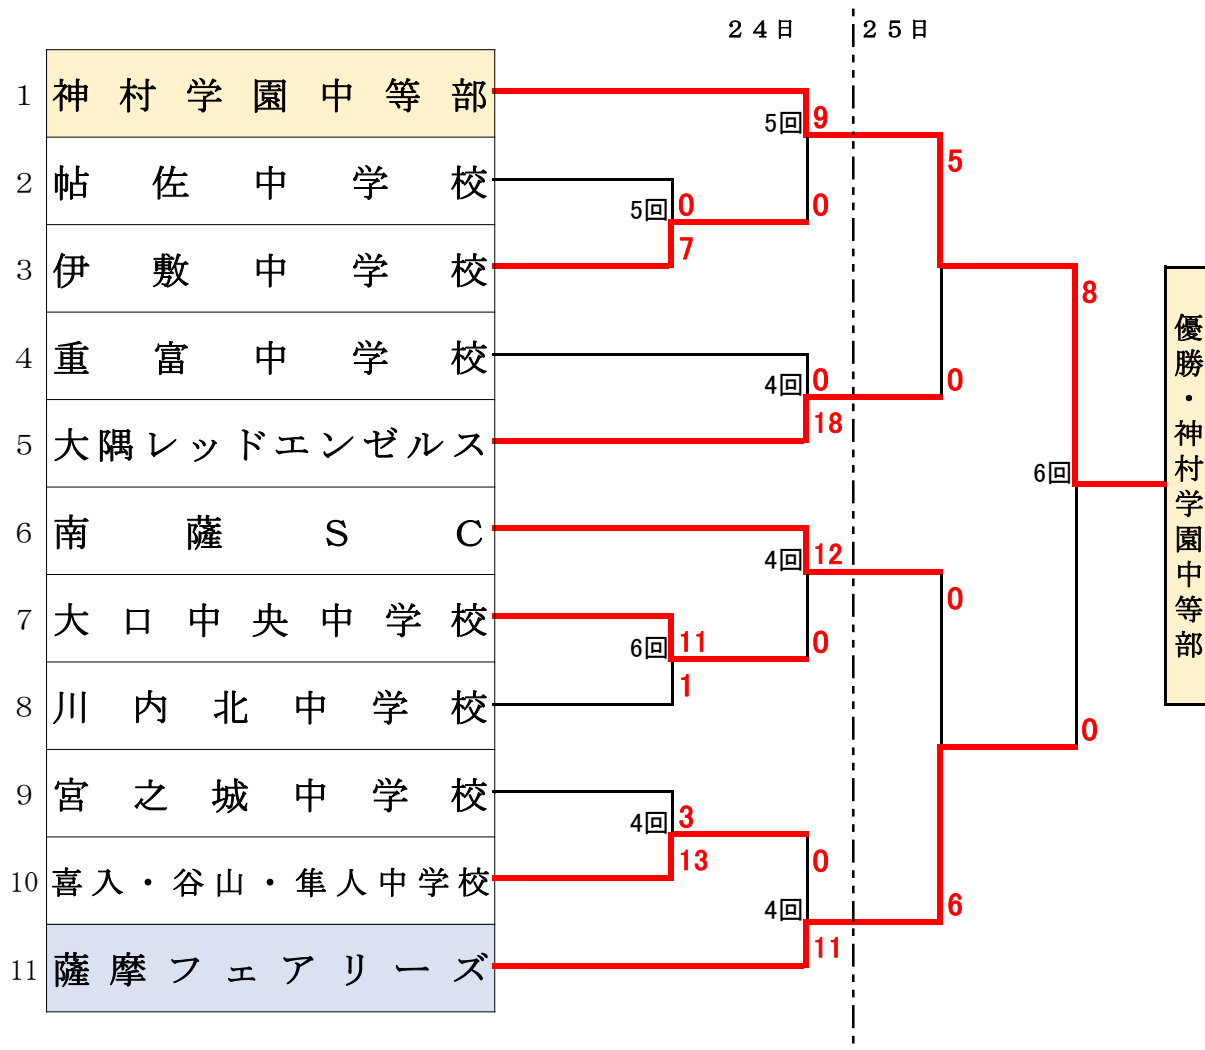 ２４日 ２５日
1 神村学園中等部
5回 9
5
2 帖佐中学校
5回 0 0
7
3 伊敷中学校
8
4 重富中学校
4回 0 0
18
5 大隅レッドエンゼルス
6回
6 南薩ＳＣ
4回 12
0
7 大口中央中学校
6回 11 0
1
8 川内北中学校
0
9 宮之城中学校
4回 3
13 0
10 喜入・谷山・隼人中学校
4回 6
11
11 薩摩フェアリーズ
優勝・神村学園中等部